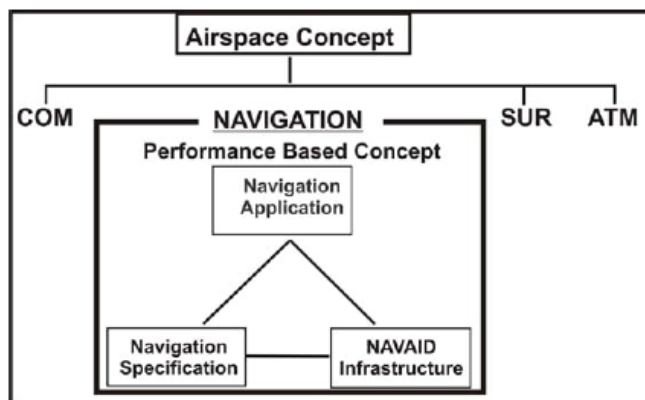 Airspace Concept
COM
SUR
ATM
NAVIGATION
Performance Based Concept
Navigation
Application
Navigation
Specification
NAVAID
Infrastructure